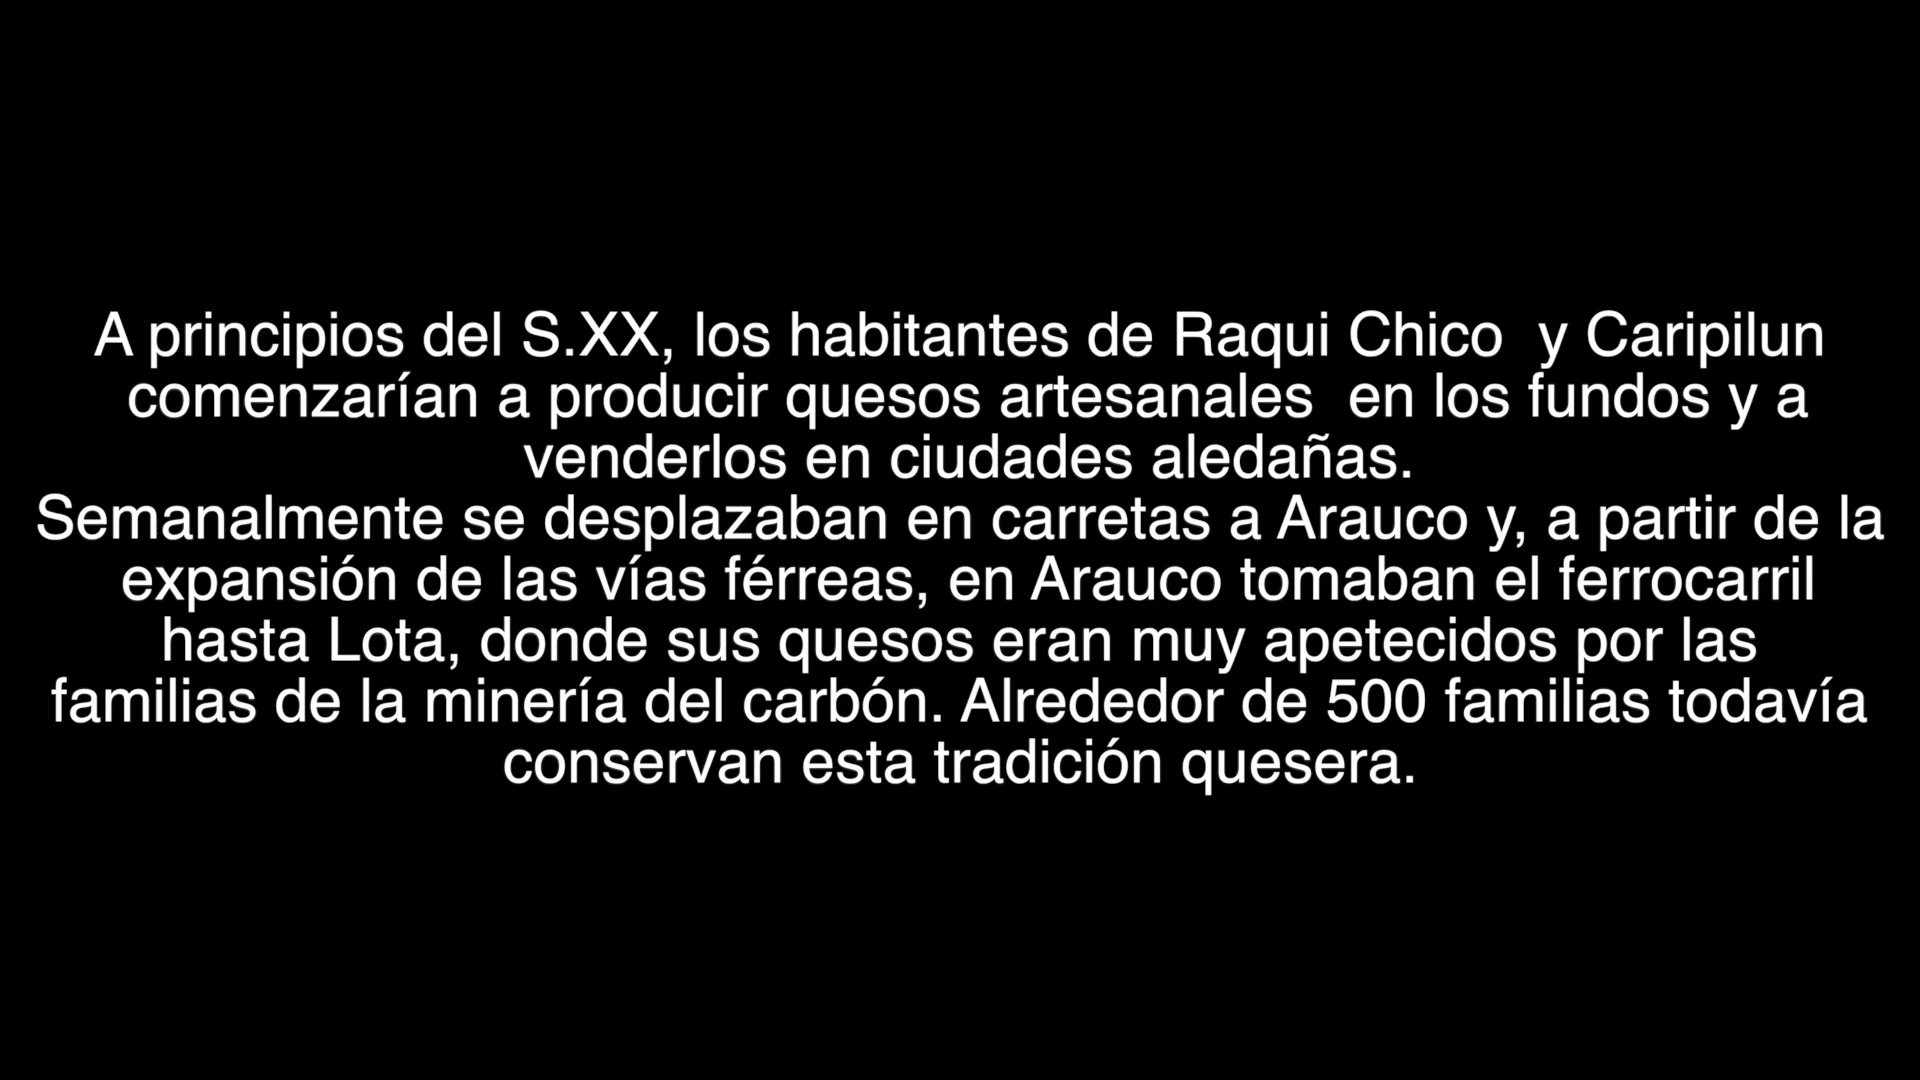 A principios del S.XX, los habitantes de Raqui Chico  y Caripilun
comenzarían a producir quesos artesanales  en los fundos y a
venderlos en ciudades aledañas.
Semanalmente se desplazaban en carretas a Arauco y, a partir de la
expansión de las vías férreas, en Arauco tomaban el ferrocarril
hasta Lota, donde sus quesos eran muy apetecidos por las
familias de la minería del carbón. Alrededor de 500 familias todavía
conservan esta tradición quesera.